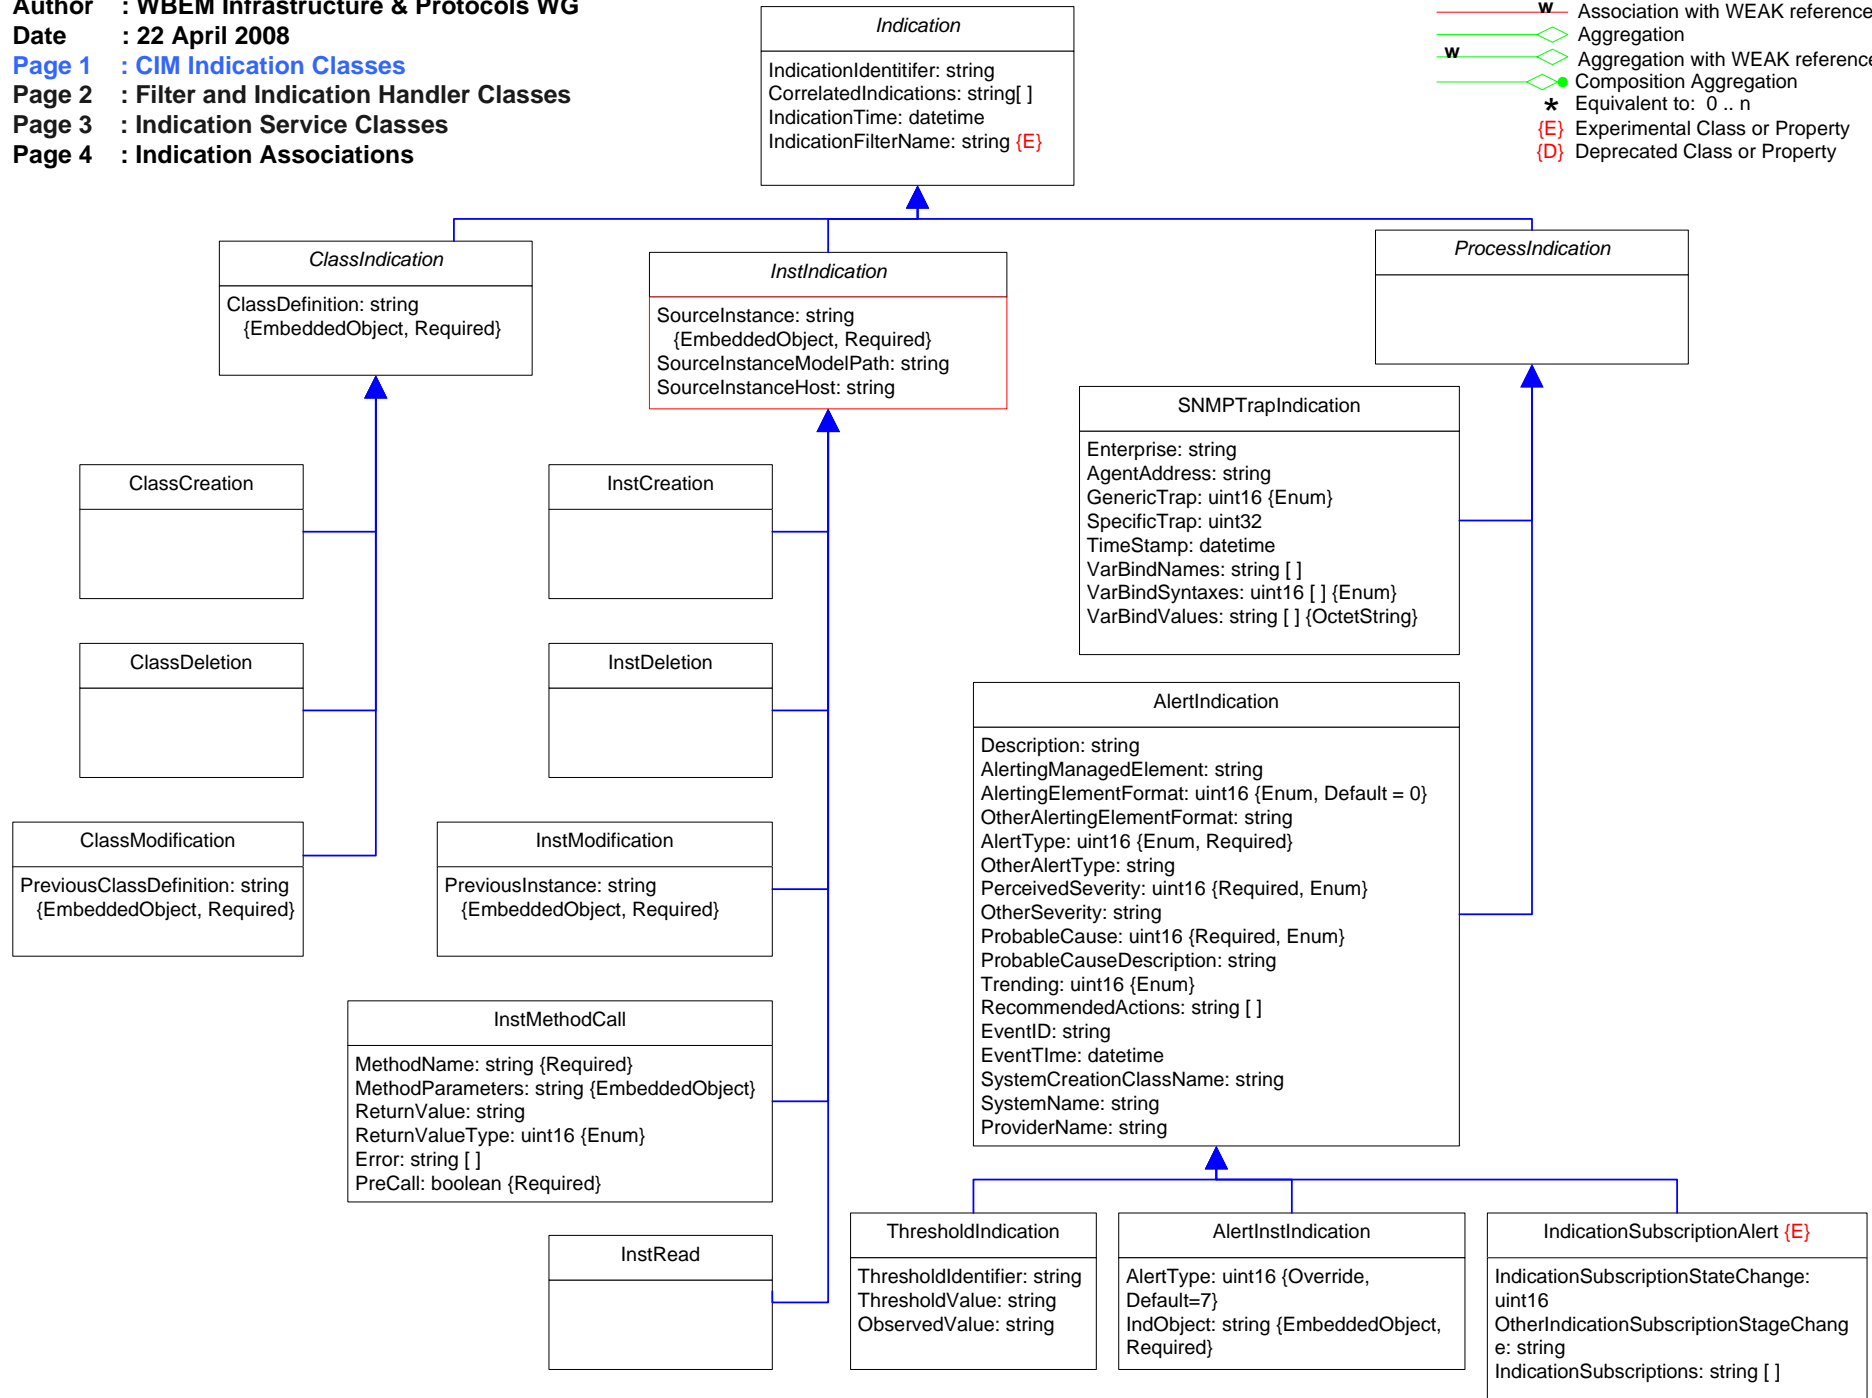 Author : WBEM Infrastructure & Protocols WG
Date : 22 April 2008
Page 1 : CIM Indication Classes
Page 2 : Filter and Indication Handler Classes
Page 3 : Indication Service Classes
Page 4 : Indication Associations
w Association with WEAK reference
Aggregation
w Aggregation with WEAK reference
Composition Aggregation
* Equivalent to: 0 .. n
{E} Experimental Class or Property
{D} Deprecated Class or Property
Indication
IndicationIdentitifer: string
CorrelatedIndications: string[ ]
IndicationTime: datetime
IndicationFilterName: string {E}
ClassIndication
ClassDefinition: string
{EmbeddedObject, Required}
InstIndication
SourceInstance: string
{EmbeddedObject, Required}
SourceInstanceModelPath: string
SourceInstanceHost: string
ProcessIndication
SNMPTrapIndication
Enterprise: string
AgentAddress: string
GenericTrap: uint16 {Enum}
SpecificTrap: uint32
TimeStamp: datetime
VarBindNames: string [ ]
VarBindSyntaxes: uint16 [ ] {Enum}
VarBindValues: string [ ] {OctetString}
ClassCreation
InstCreation
ClassDeletion
InstDeletion
ClassModification
PreviousClassDefinition: string
{EmbeddedObject, Required}
InstModification
PreviousInstance: string
{EmbeddedObject, Required}
AlertIndication
Description: string
AlertingManagedElement: string
AlertingElementFormat: uint16 {Enum, Default = 0}
OtherAlertingElementFormat: string
AlertType: uint16 {Enum, Required}
OtherAlertType: string
PerceivedSeverity: uint16 {Required, Enum}
OtherSeverity: string
ProbableCause: uint16 {Required, Enum}
ProbableCauseDescription: string
Trending: uint16 {Enum}
RecommendedActions: string [ ]
EventID: string
EventTIme: datetime
SystemCreationClassName: string
SystemName: string
ProviderName: string
InstMethodCall
MethodName: string {Required}
MethodParameters: string {EmbeddedObject}
ReturnValue: string
ReturnValueType: uint16 {Enum}
Error: string [ ]
PreCall: boolean {Required}
InstRead
ThresholdIndication
ThresholdIdentifier: string
ThresholdValue: string
ObservedValue: string
AlertInstIndication
AlertType: uint16 {Override,
Default=7}
IndObject: string {EmbeddedObject,
Required}
IndicationSubscriptionAlert {E}
IndicationSubscriptionStateChange:
uint16
OtherIndicationSubscriptionStageChang
e: string
IndicationSubscriptions: string [ ]